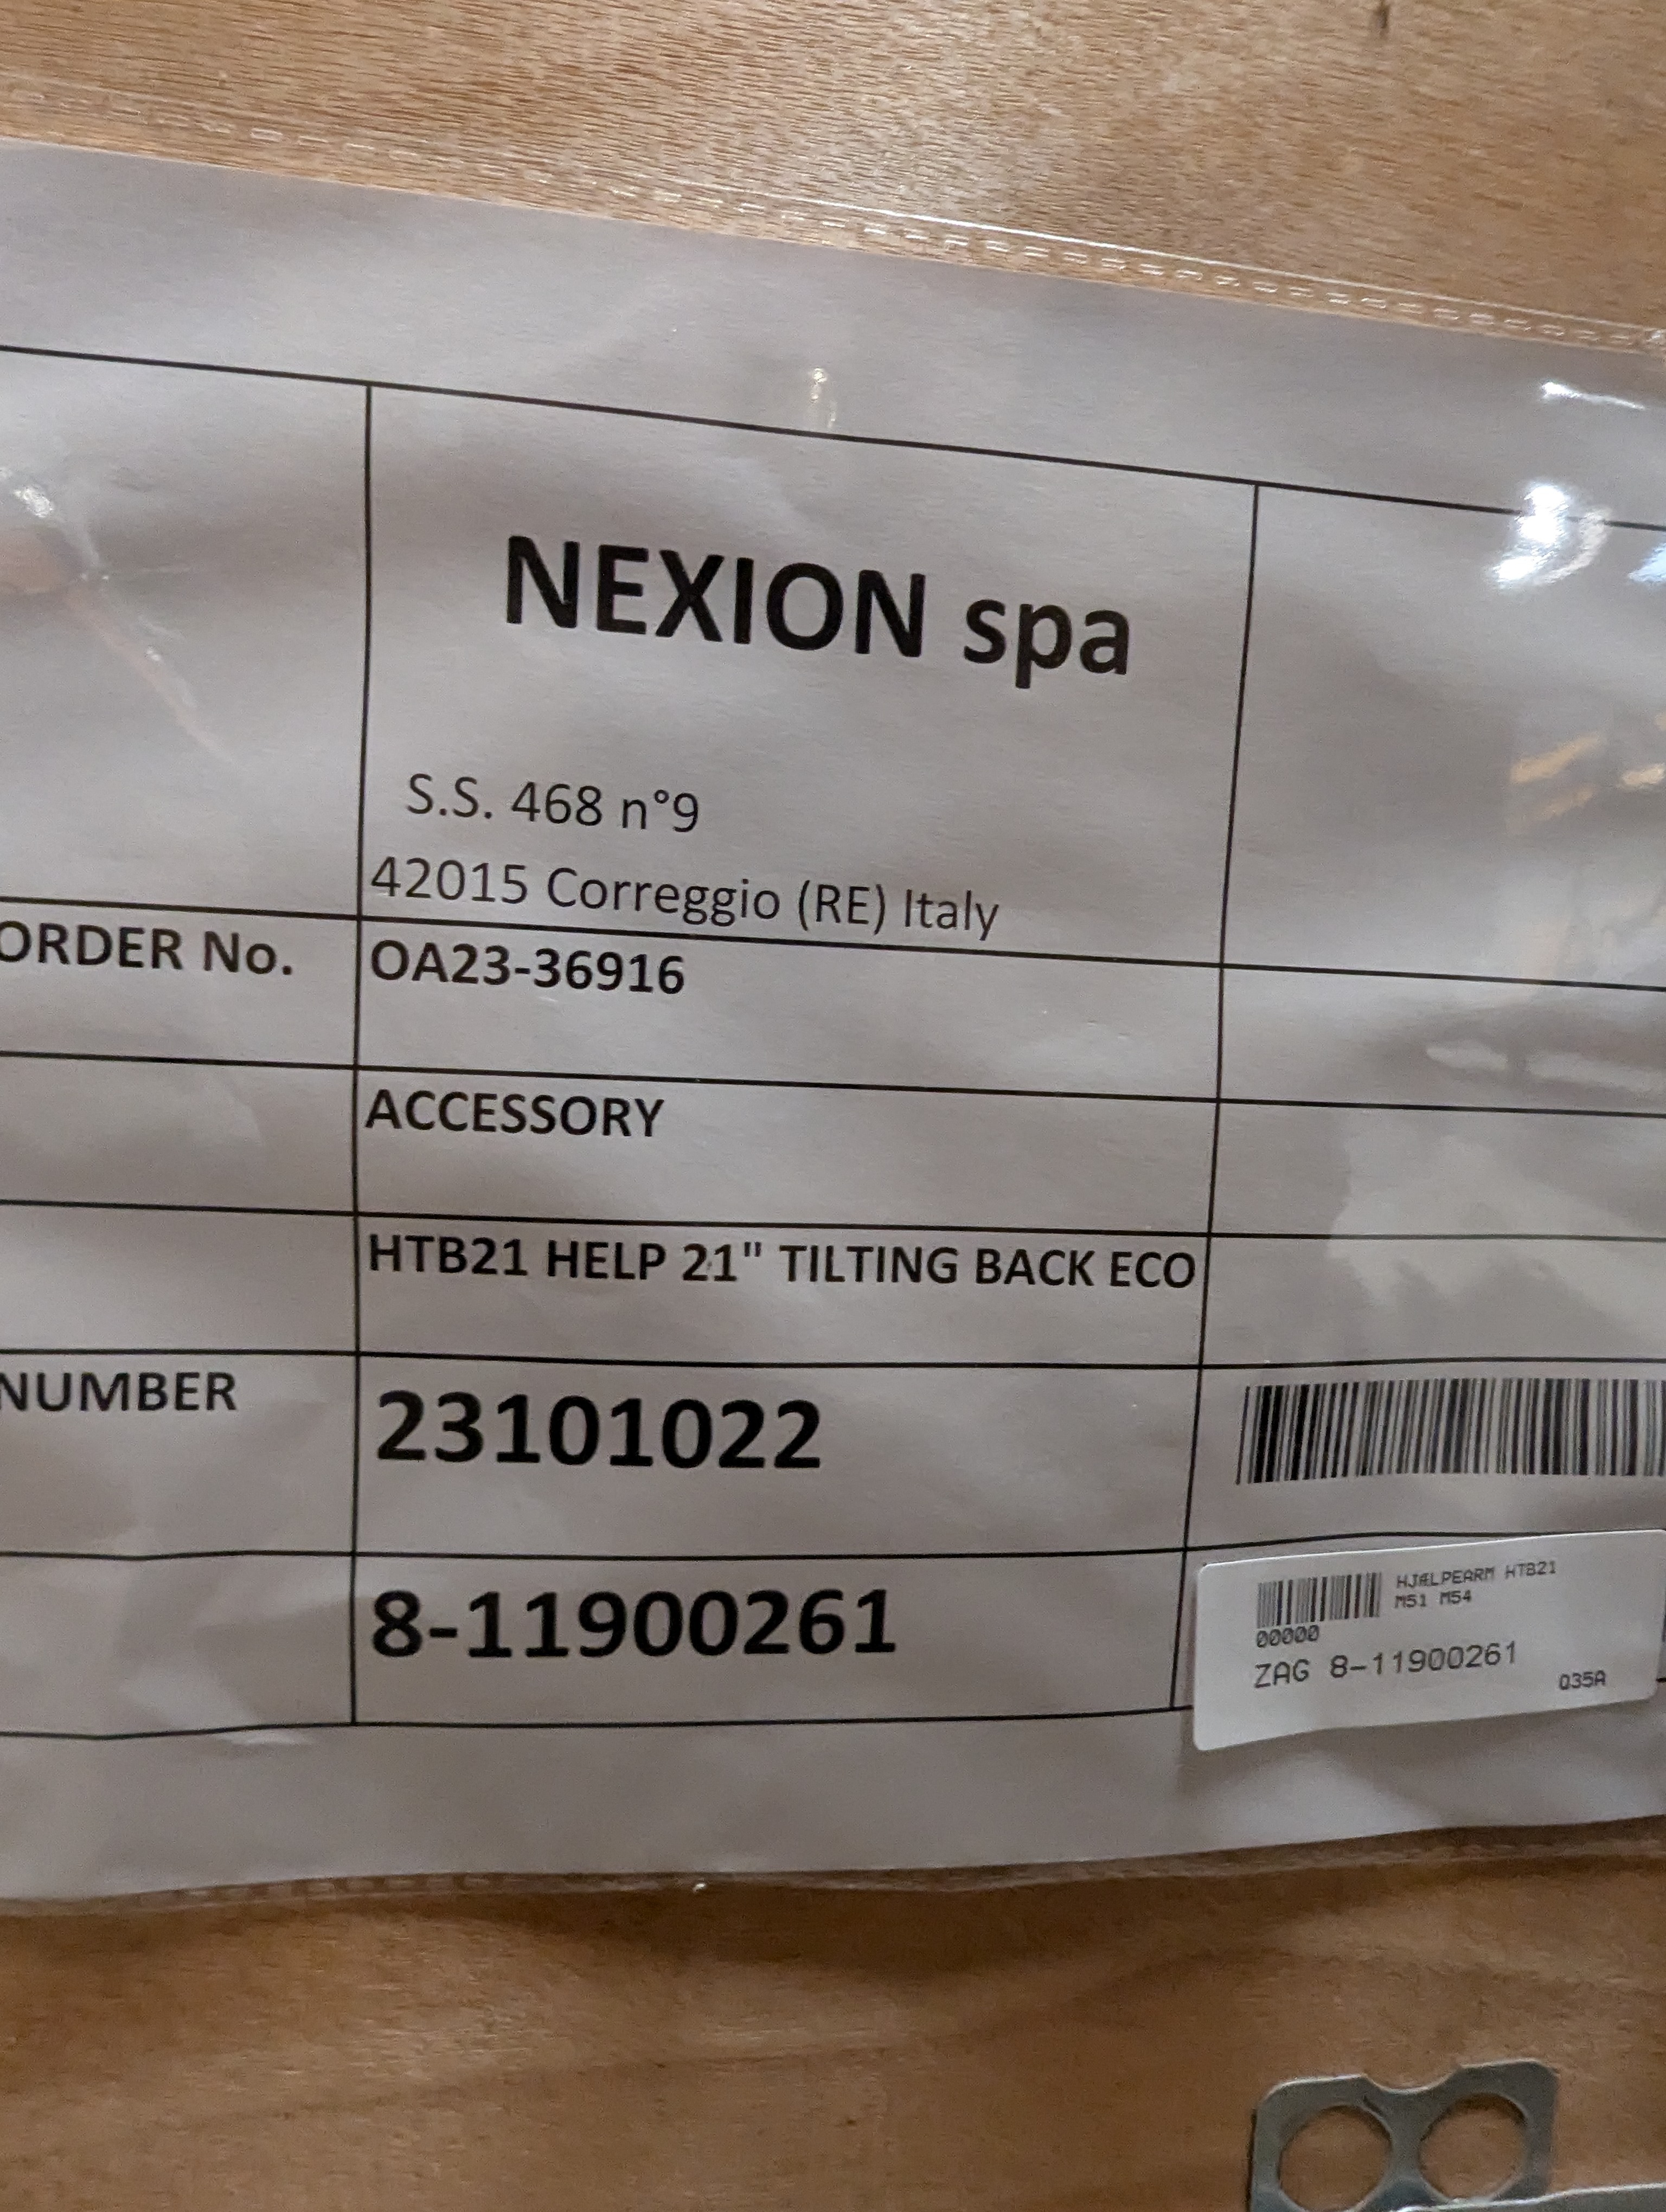 NEXION spa
S.S. 468 n°9
42015 Correggio (RE) Italy
ORDER No. OA23-36916
ACCESSORY
HTB21 HELP 21" TILTING BACK ECO
NUMBER 23101022
8-11900261
HJÆLPEARM HTB21
M51 M54
00000
ZAG 8-11900261
Q35A